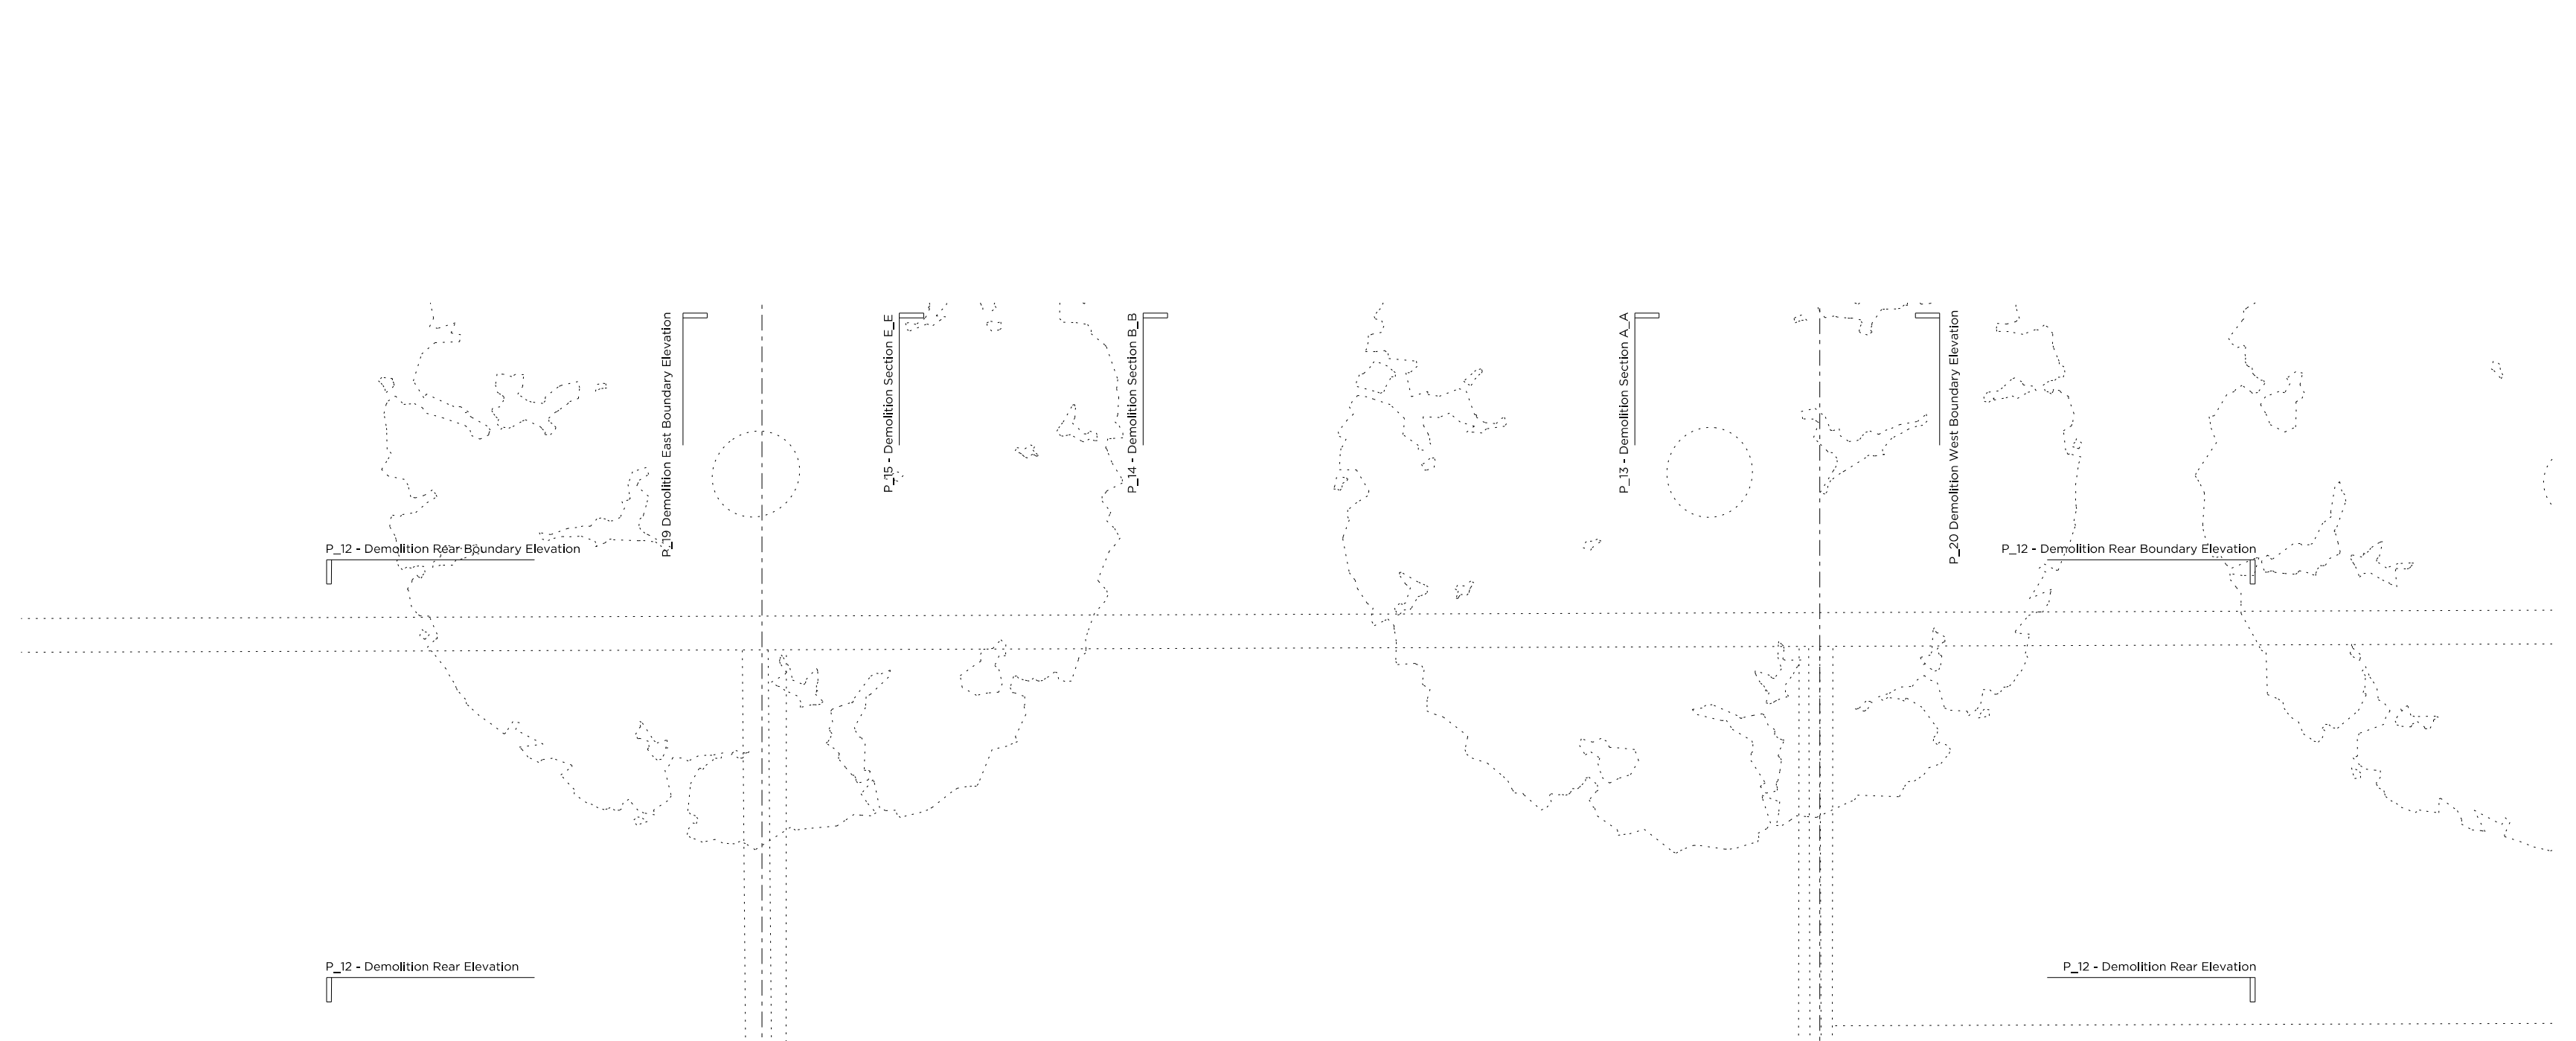 P_19 Demolition East Boundary Elevation
P_15 - Demolition Section E_E
P_14 - Demolition Section B_B
P_13 - Demolition Section A_A
P_20 Demolition West Boundary Elevation
P_12 - Demolition Rear Boundary Elevation
P_12 - Demolition Rear Boundary Elevation
P_12 - Demolition Rear Elevation
P_12 - Demolition Rear Elevation